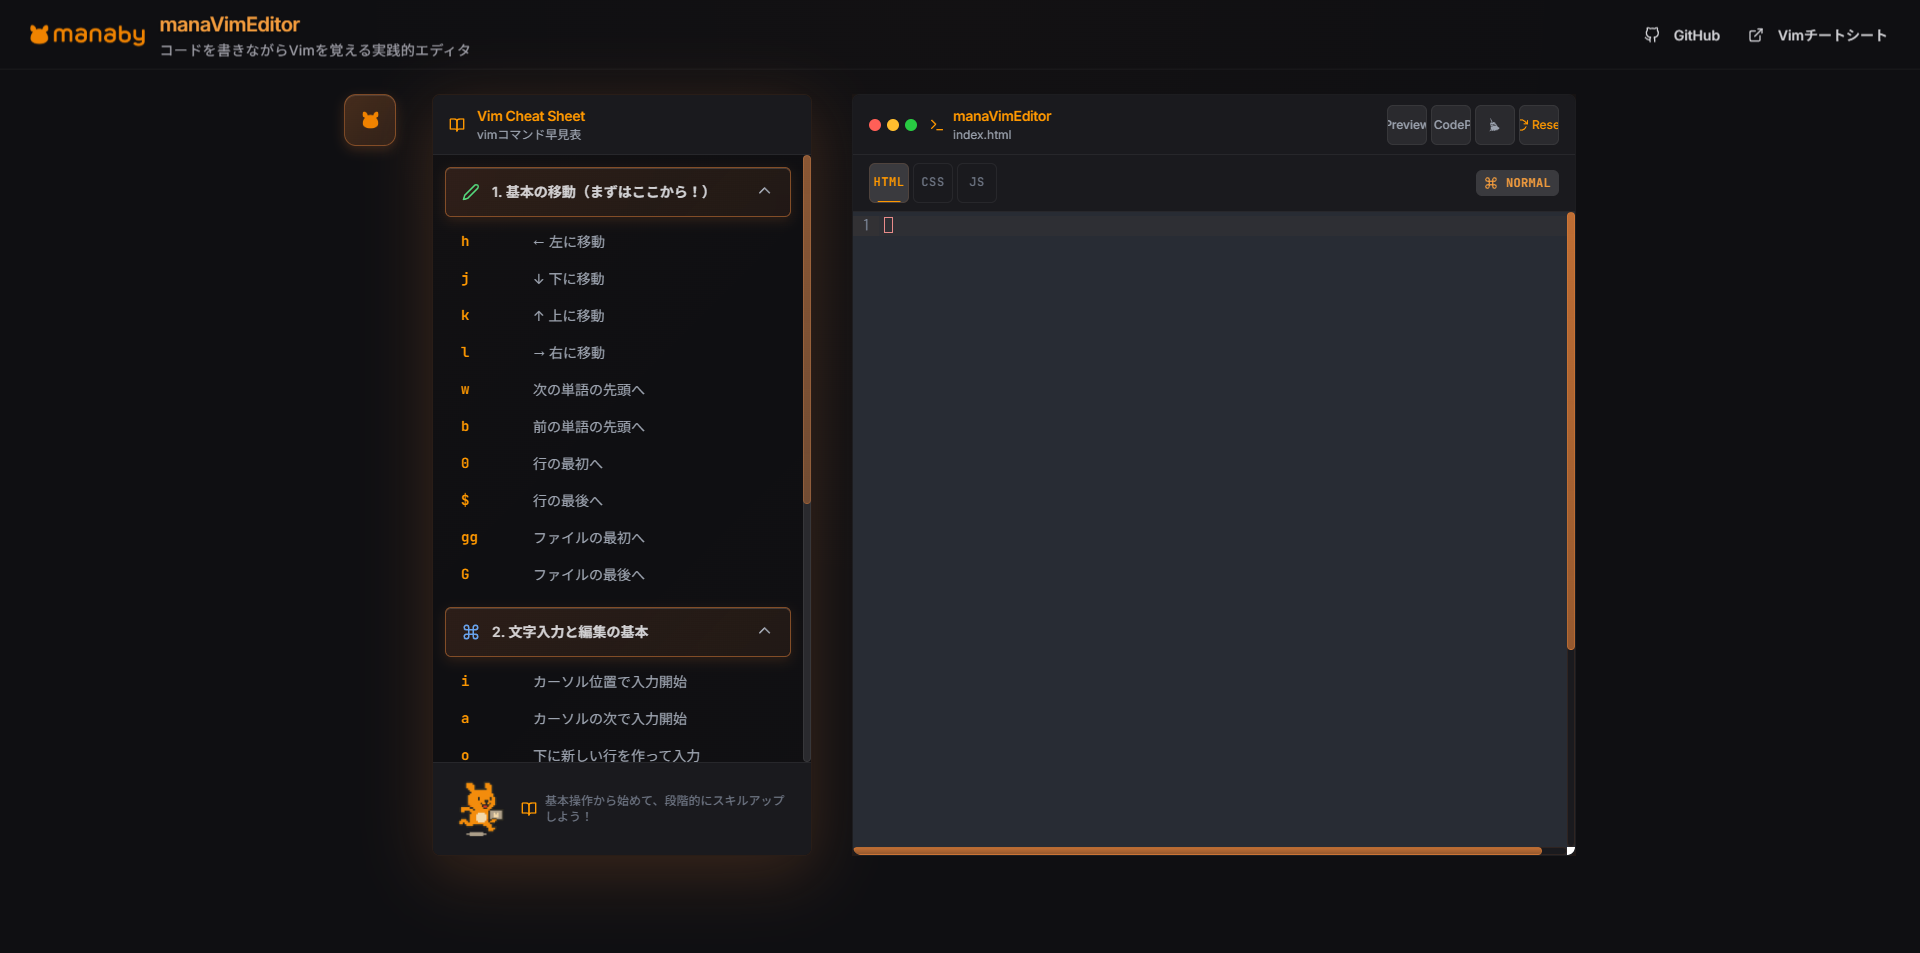 manaby
manaVimEditor
コードを書きながらVimを覚える実践的エディタ
GitHub
Vimチートシート
Vim Cheat Sheet
vimコマンド早見表
1. 基本の移動（まずはここから！）
h ← 左に移動
j ↓ 下に移動
k ↑ 上に移動
l → 右に移動
w 次の単語の先頭へ
b 前の単語の先頭へ
0 行の最初へ
$ 行の最後へ
gg ファイルの最初へ
G ファイルの最後へ
2. 文字入力と編集の基本
i カーソル位置で入力開始
a カーソルの次で入力開始
o 下に新しい行を作って入力
基本操作から始めて、段階的にスキルアップ
しよう！
manaVimEditor
index.html
Preview
CodeP
Rese
HTML
CSS
JS
⌘ NORMAL
1